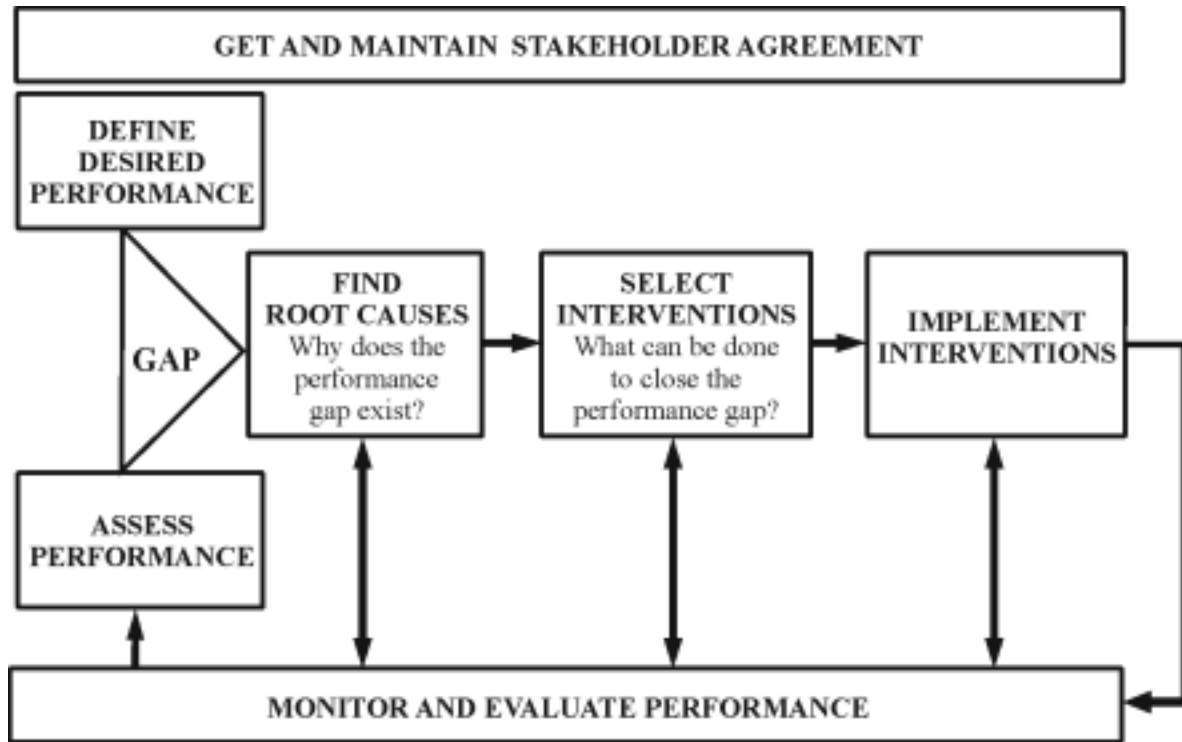 GET AND MAINTAIN STAKEHOLDER AGREEMENT
DEFINE
DESIRED
PERFORMANCE
GAP
ASSESS
PERFORMANCE
FIND
ROOT CAUSES
Why does the
performance
gap exist?
SELECT
INTERVENTIONS
What can be done
to close the
performance gap?
IMPLEMENT
INTERVENTIONS
MONITOR AND EVALUATE PERFORMANCE